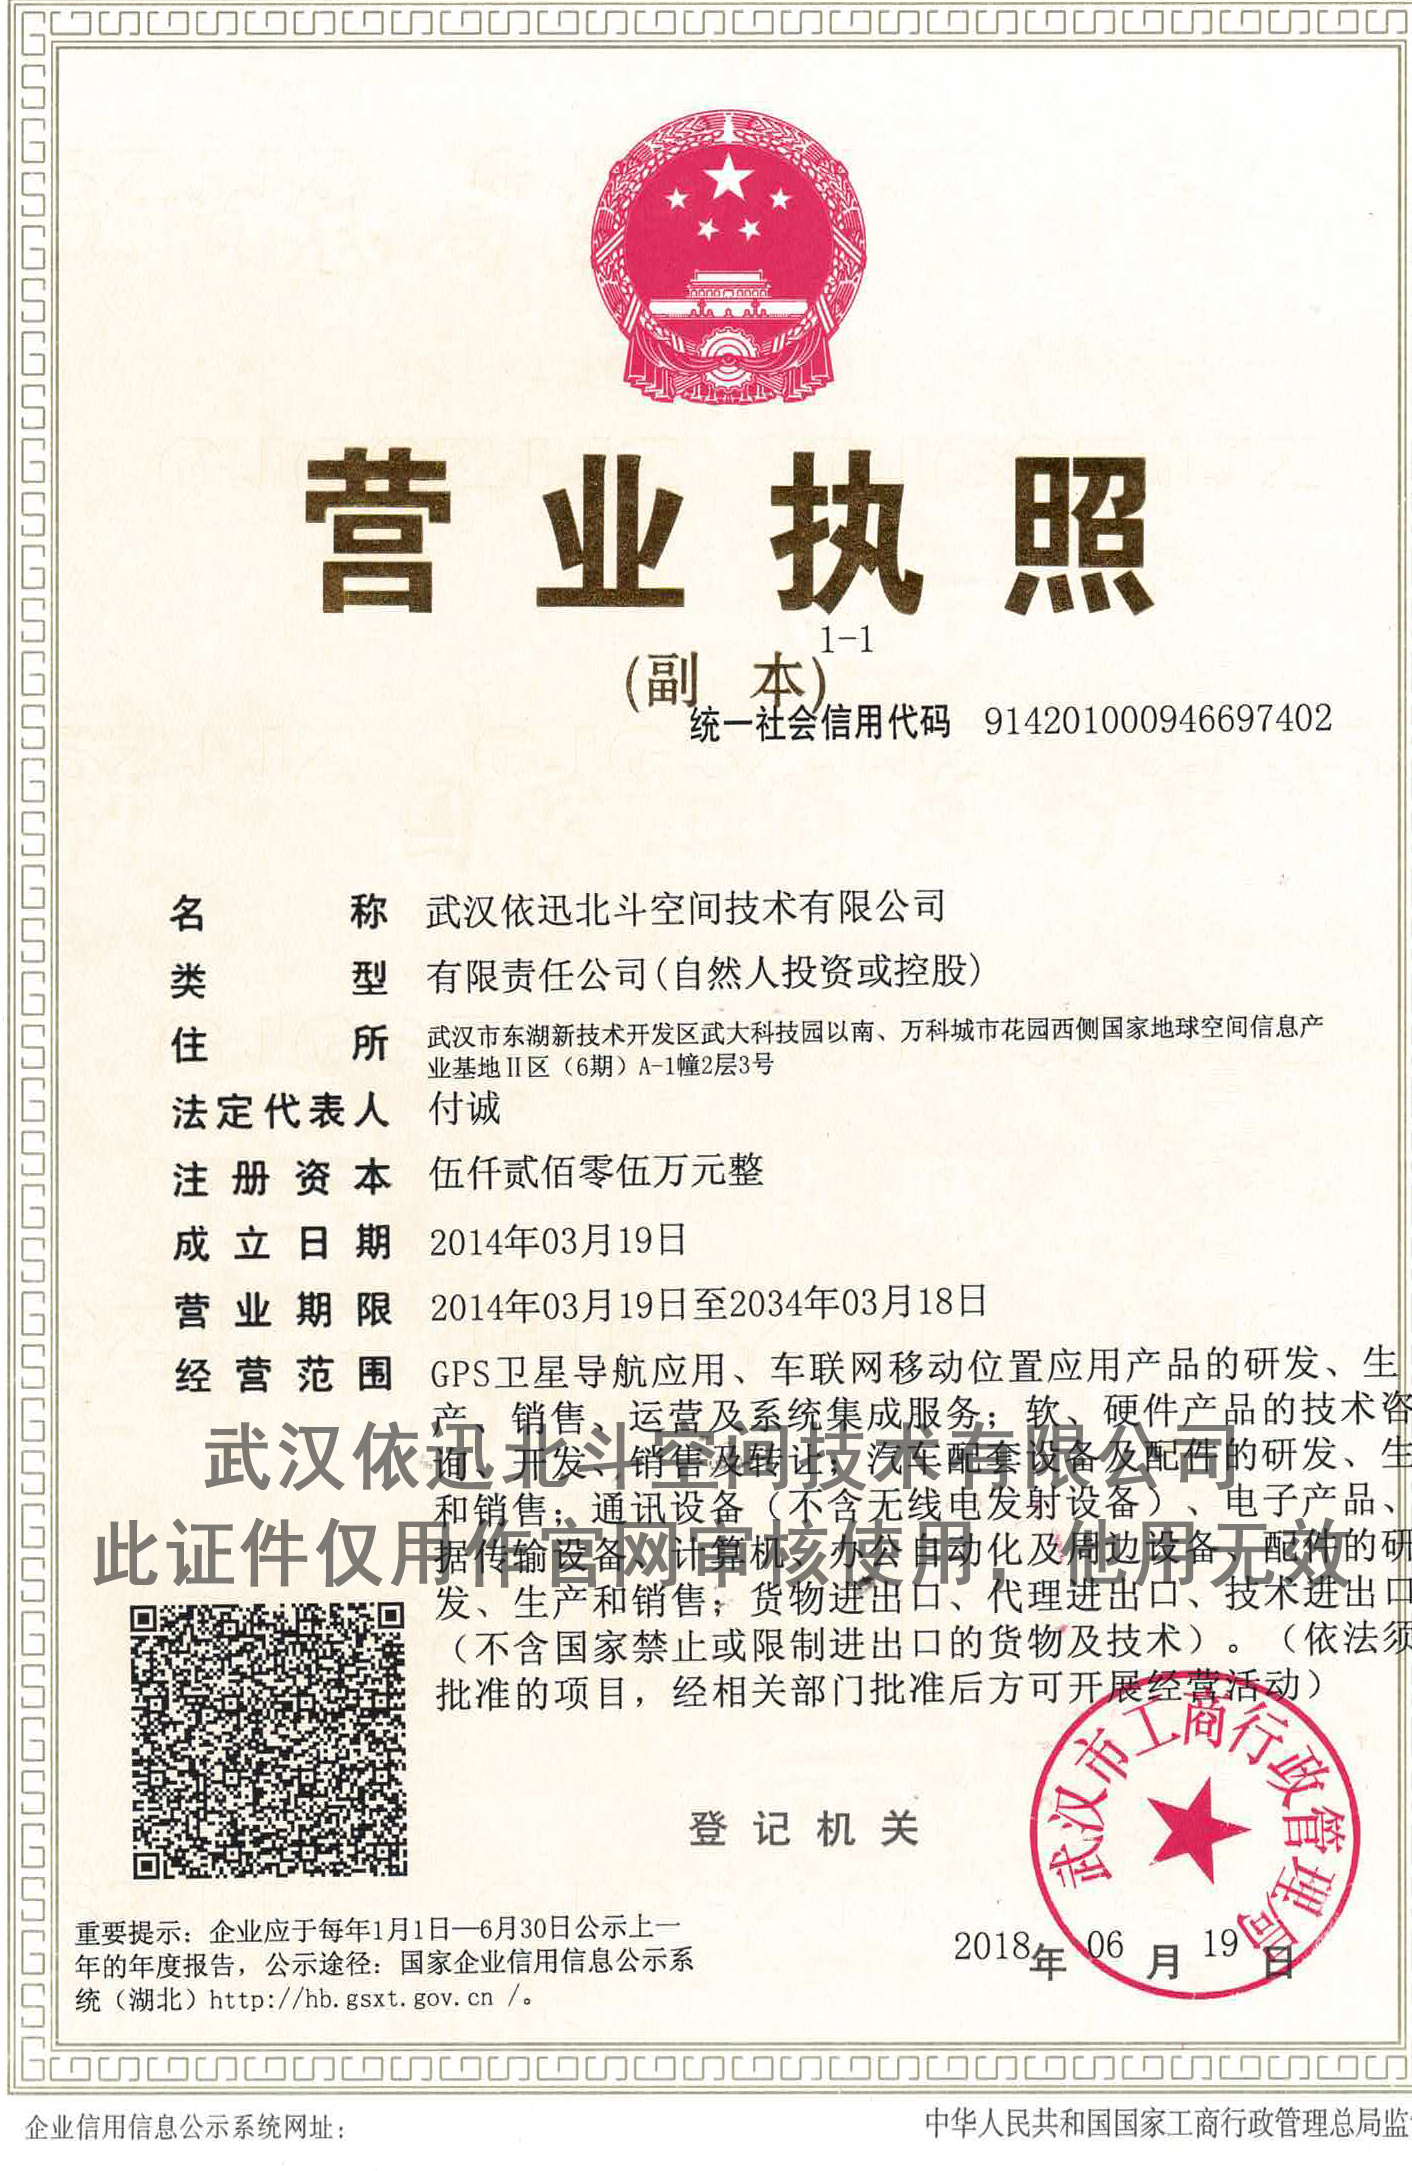 营业执照
1-1
(副 本)
统一社会信用代码 914201000946697402
名称 武汉依迅北斗空间技术有限公司
类型 有限责任公司(自然人投资或控股)
住所 武汉市东湖新技术开发区武大科技园以南、万科城市花园西侧国家地球空间信息产
业基地Ⅱ区（6期）A-1幢2层3号
法定代表人 付诚
注册资本 伍仟贰佰零伍万元整
成立日期 2014年03月19日
营业期限 2014年03月19日至2034年03月18日
经营范围 GPS卫星导航应用、车联网移动位置应用产品的研发、生
产、销售、运营及系统集成服务；软、硬件产品的技术咨
询、开发、销售及转让；汽车配套设备及配件的研发、生
和销售；通讯设备（不含无线电发射设备）、电子产品、
据传输设备、计算机、办公自动化及周边设备、配件的研
发、生产和销售；货物进出口、代理进出口、技术进出口
（不含国家禁止或限制进出口的货物及技术）。（依法须
批准的项目，经相关部门批准后方可开展经营活动）
武汉依迅北斗空间技术有限公司
此证件仅用作官网审核使用，他用无效
登记机关
武汉市工商行政管理局
2018年06月19日
重要提示：企业应于每年1月1日—6月30日公示上一
年的年度报告，公示途径：国家企业信用信息公示系
统（湖北）http://hb.gsxt.gov.cn /。
企业信用信息公示系统网址：
中华人民共和国国家工商行政管理总局监